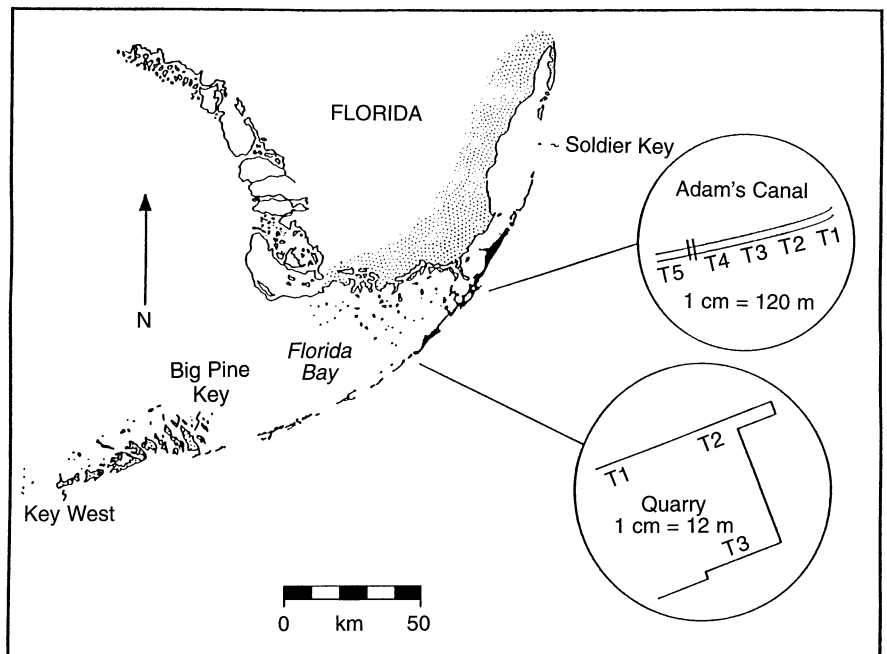 FLORIDA
Soldier Key
Adam's Canal
T5 T4 T3 T2 T1
1 cm = 120 m
N
Florida
Bay
Big Pine
Key
Key West
T1
T2
Quarry
1 cm = 12 m
T3
0 km 50